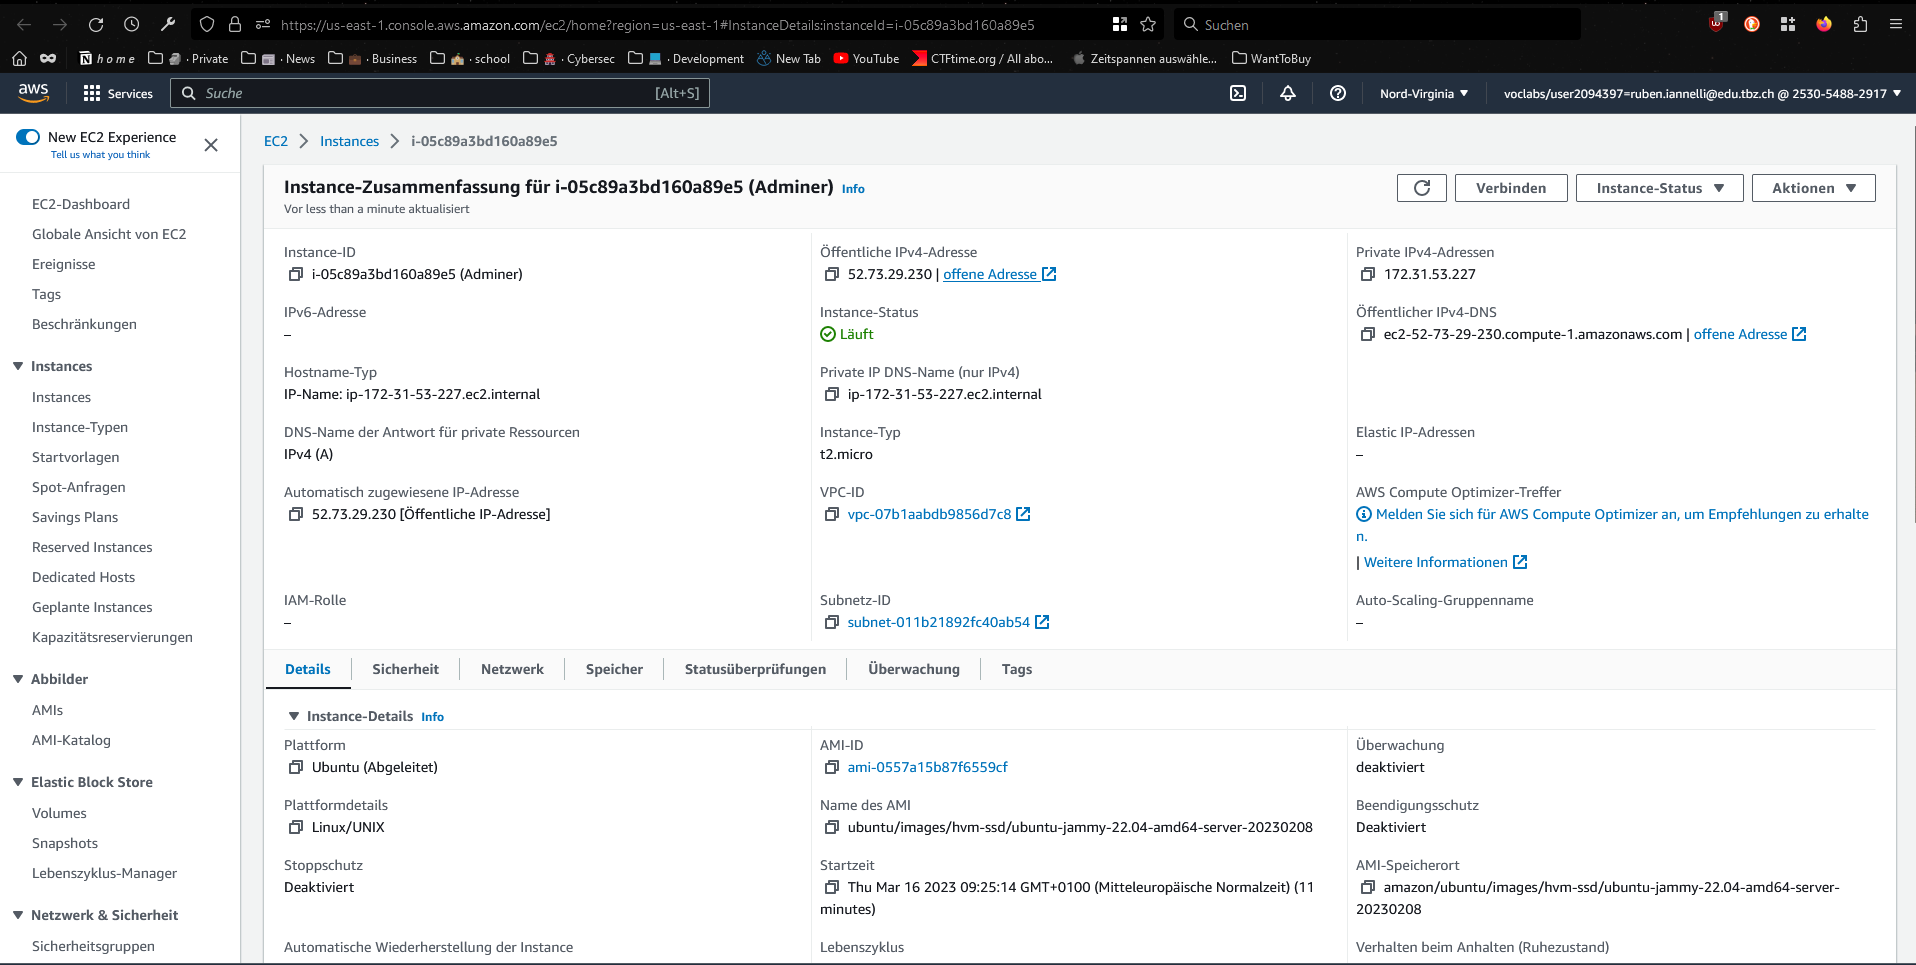 https://us-east-1.console.aws.amazon.com/ec2/home?region=us-east-1#InstanceDetails:instanceId=i-05c89a3bd160a89e5
Suchen
1
home
· Private
· News
· Business
· school
· Cybersec
· Development
New Tab
YouTube
CTFtime.org / All abo...
Zeitspannen auswähle...
WantToBuy
aws
Services
Suche
[Alt+S]
Nord-Virginia
voclabs/user2094397=ruben.iannelli@edu.tbz.ch @ 2530-5488-2917
New EC2 Experience
Tell us what you think
EC2-Dashboard
Globale Ansicht von EC2
Ereignisse
Tags
Beschränkungen
Instances
Instances
Instance-Typen
Startvorlagen
Spot-Anfragen
Savings Plans
Reserved Instances
Dedicated Hosts
Geplante Instances
Kapazitätsreservierungen
Abbilder
AMIs
AMI-Katalog
Elastic Block Store
Volumes
Snapshots
Lebenszyklus-Manager
Netzwerk & Sicherheit
Sicherheitsgruppen
EC2
Instances
i-05c89a3bd160a89e5
Instance-Zusammenfassung für i-05c89a3bd160a89e5 (Adminer) Info
Vor less than a minute aktualisiert
Verbinden
Instance-Status
Aktionen
Instance-ID
i-05c89a3bd160a89e5 (Adminer)
Öffentliche IPv4-Adresse
52.73.29.230 | offene Adresse
Private IPv4-Adressen
172.31.53.227
IPv6-Adresse
–
Instance-Status
Läuft
Öffentlicher IPv4-DNS
ec2-52-73-29-230.compute-1.amazonaws.com | offene Adresse
Hostname-Typ
IP-Name: ip-172-31-53-227.ec2.internal
Private IP DNS-Name (nur IPv4)
ip-172-31-53-227.ec2.internal
DNS-Name der Antwort für private Ressourcen
IPv4 (A)
Instance-Typ
t2.micro
Elastic IP-Adressen
–
Automatisch zugewiesene IP-Adresse
52.73.29.230 [Öffentliche IP-Adresse]
VPC-ID
vpc-07b1aabdb9856d7c8
AWS Compute Optimizer-Treffer
Melden Sie sich für AWS Compute Optimizer an, um Empfehlungen zu erhalte
n.
| Weitere Informationen
IAM-Rolle
–
Subnetz-ID
subnet-011b21892fc40ab54
Auto-Scaling-Gruppenname
–
Details
Sicherheit
Netzwerk
Speicher
Statusüberprüfungen
Überwachung
Tags
Instance-Details Info
Plattform
Ubuntu (Abgeleitet)
AMI-ID
ami-0557a15b87f6559cf
Überwachung
deaktiviert
Plattformdetails
Linux/UNIX
Name des AMI
ubuntu/images/hvm-ssd/ubuntu-jammy-22.04-amd64-server-20230208
Beendigungsschutz
Deaktiviert
Stoppschutz
Deaktiviert
Startzeit
Thu Mar 16 2023 09:25:14 GMT+0100 (Mitteleuropäische Normalzeit) (11
minutes)
AMI-Speicherort
amazon/ubuntu/images/hvm-ssd/ubuntu-jammy-22.04-amd64-server-
20230208
Automatische Wiederherstellung der Instance
Lebenszyklus
Verhalten beim Anhalten (Ruhezustand)